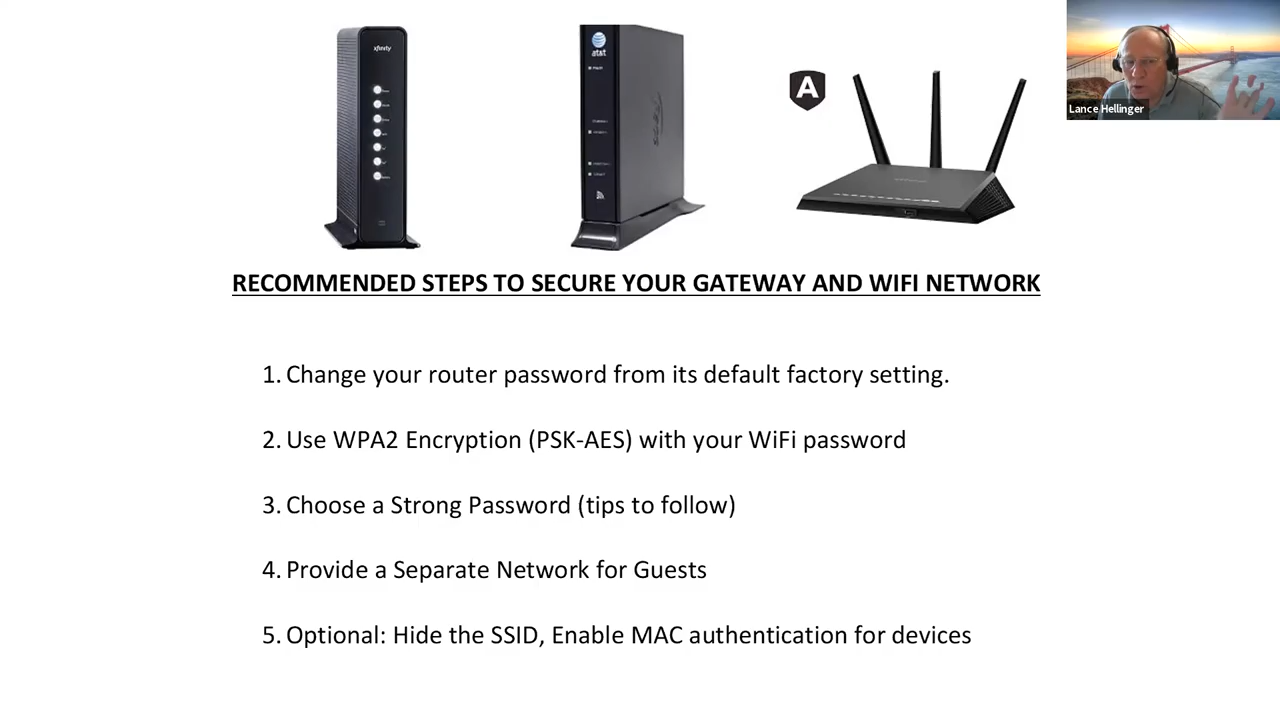 xfinity
at&t
A
Lance Hellinger
RECOMMENDED STEPS TO SECURE YOUR GATEWAY AND WIFI NETWORK
1. Change your router password from its default factory setting.
2. Use WPA2 Encryption (PSK-AES) with your WiFi password
3. Choose a Strong Password (tips to follow)
4. Provide a Separate Network for Guests
5. Optional: Hide the SSID, Enable MAC authentication for devices